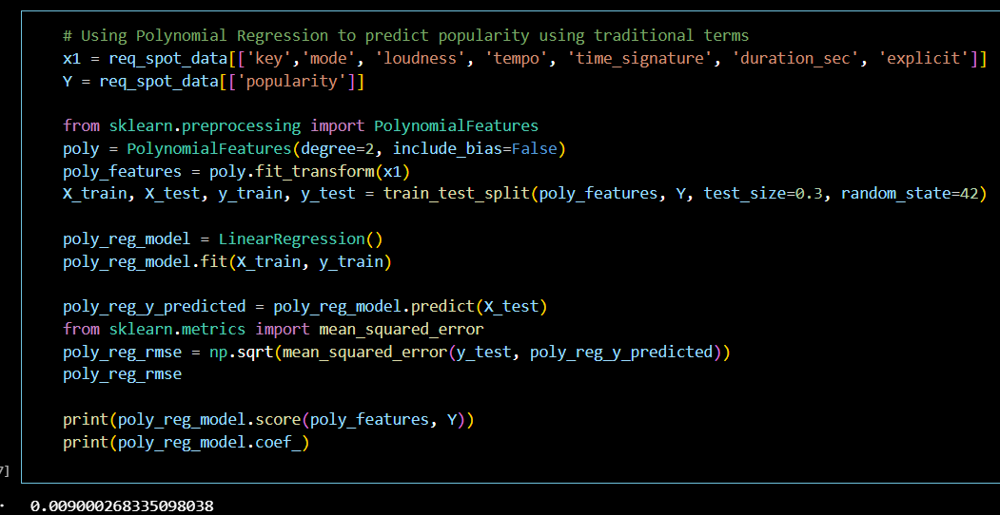 # Using Polynomial Regression to predict popularity using traditional terms
x1 = req_spot_data[['key','mode', 'loudness', 'tempo', 'time_signature', 'duration_sec', 'explicit']]
Y = req_spot_data[['popularity']]
from sklearn.preprocessing import PolynomialFeatures
poly = PolynomialFeatures(degree=2, include_bias=False)
poly_features = poly.fit_transform(x1)
X_train, X_test, y_train, y_test = train_test_split(poly_features, Y, test_size=0.3, random_state=42)
poly_reg_model = LinearRegression()
poly_reg_model.fit(X_train, y_train)
poly_reg_y_predicted = poly_reg_model.predict(X_test)
from sklearn.metrics import mean_squared_error
poly_reg_rmse = np.sqrt(mean_squared_error(y_test, poly_reg_y_predicted))
poly_reg_rmse
print(poly_reg_model.score(poly_features, Y))
print(poly_reg_model.coef_)
7]
0.009000268335098038